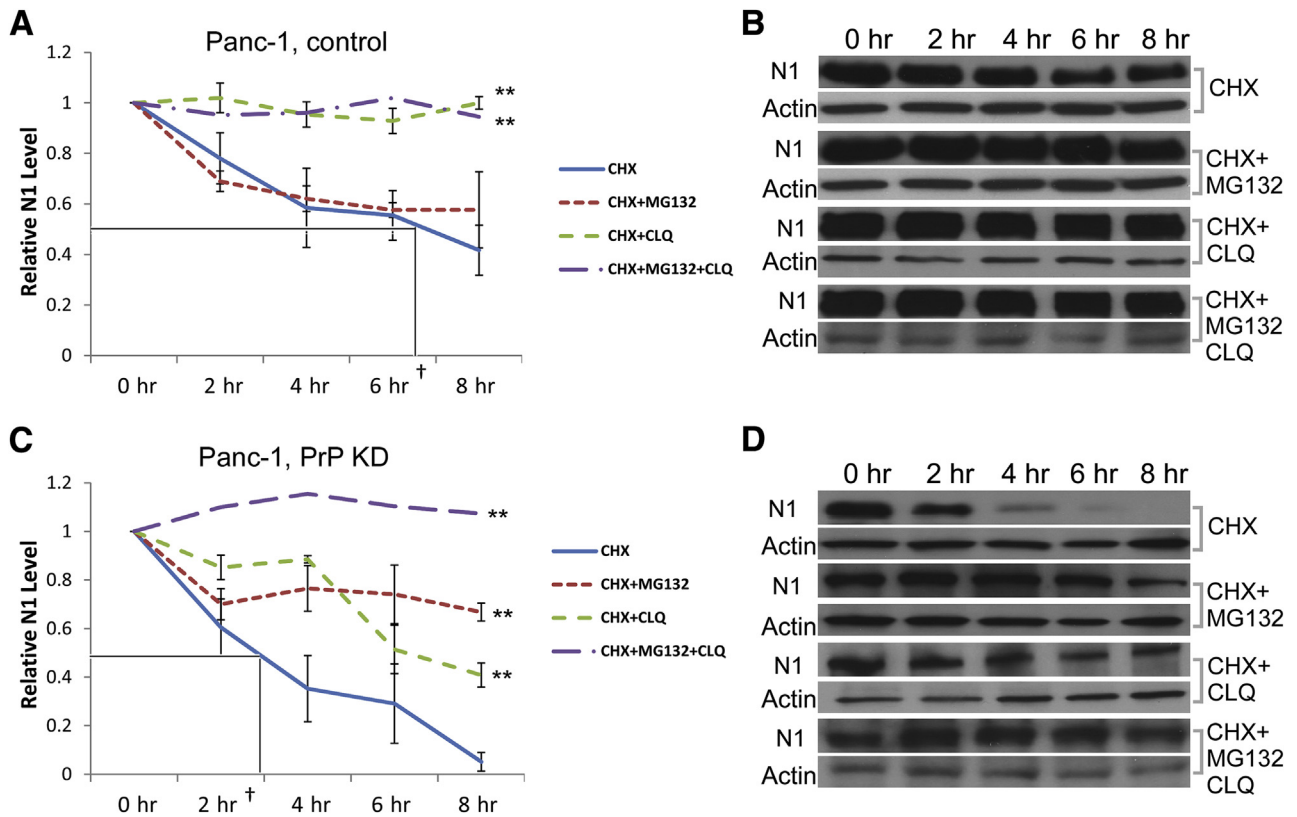 A
Panc-1, control
Relative N1 Level
1.2
1
0.8
0.6
0.4
0.2
0
0 hr 2 hr 4 hr 6 hr † 8 hr
**
**
CHX
CHX+MG132
CHX+CLQ
CHX+MG132+CLQ
B
0 hr 2 hr 4 hr 6 hr 8 hr
N1
Actin
CHX
N1
Actin
CHX+
MG132
N1
Actin
CHX+
CLQ
N1
Actin
CHX+
MG132
CLQ
C
Panc-1, PrP KD
Relative N1 Level
1.2
1
0.8
0.6
0.4
0.2
0
0 hr 2 hr † 4 hr 6 hr 8 hr
**
**
**
CHX
CHX+MG132
CHX+CLQ
CHX+MG132+CLQ
D
0 hr 2 hr 4 hr 6 hr 8 hr
N1
Actin
CHX
N1
Actin
CHX+
MG132
N1
Actin
CHX+
CLQ
N1
Actin
CHX+
MG132
CLQ